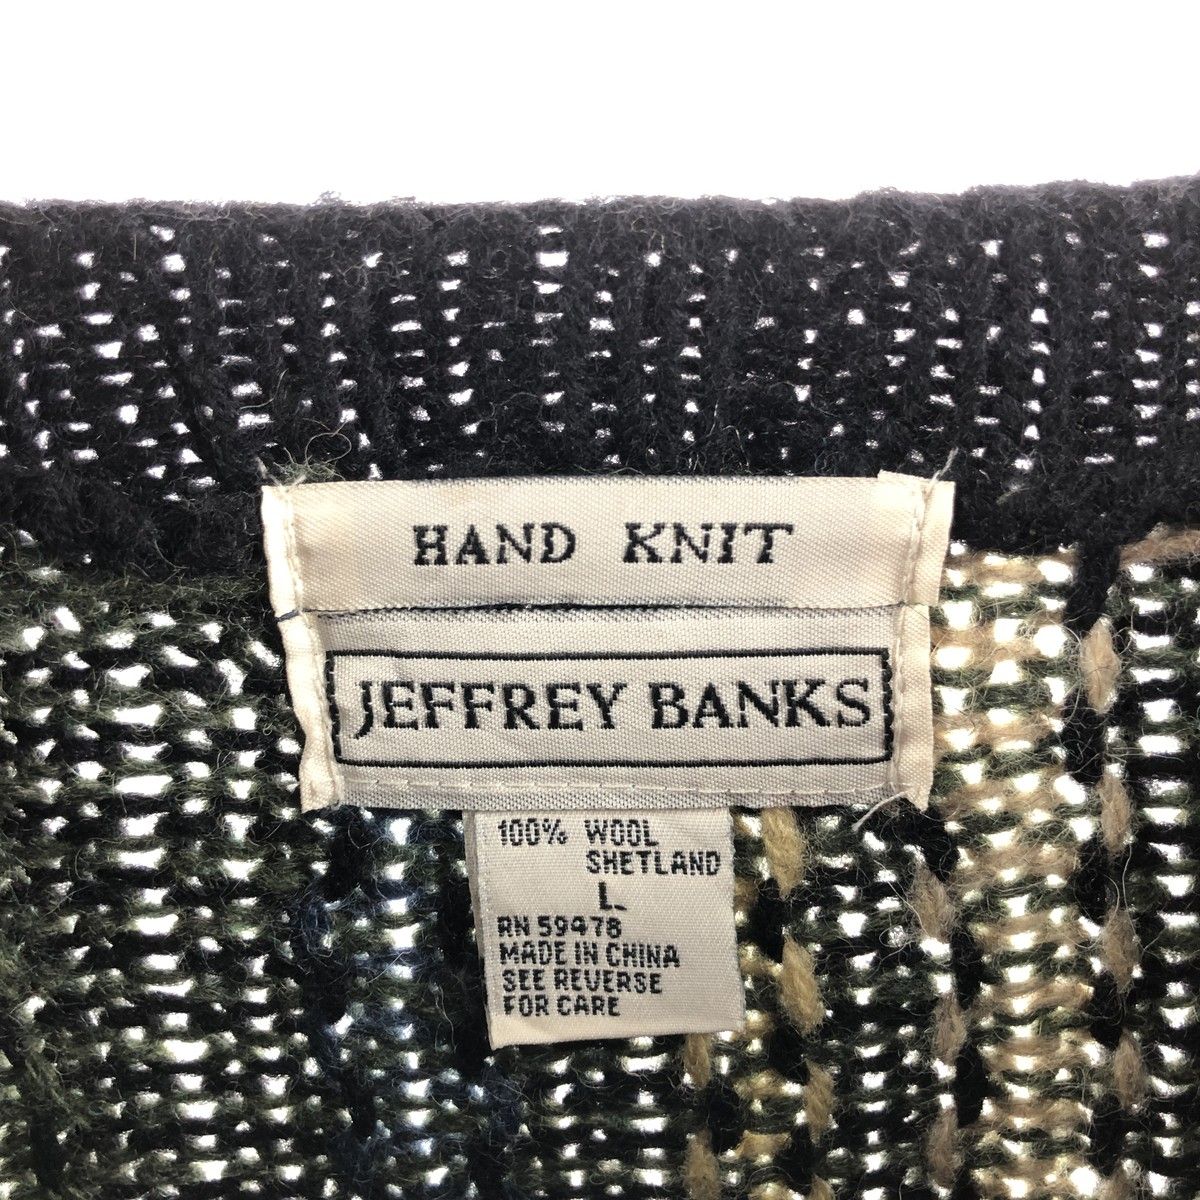 HAND KNIT
JEFFREY BANKS
100% WOOL
SHETLAND
L
RN 59478
MADE IN CHINA
SEE REVERSE
FOR CARE